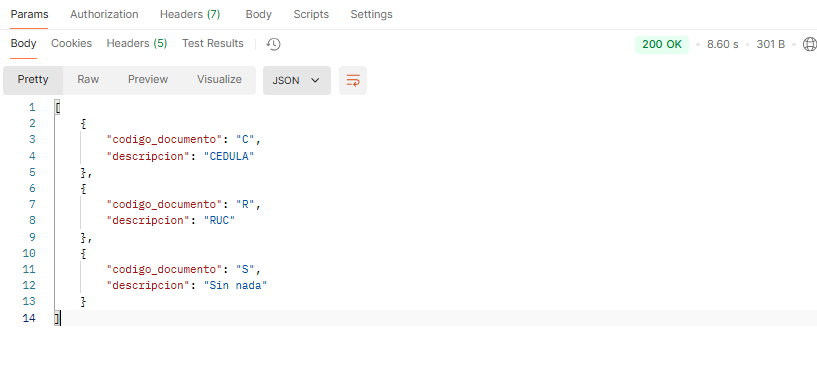 Params Authorization Headers (7) Body Scripts Settings
Body Cookies Headers (5) Test Results 200 OK • 8.60 s • 301 B •
Pretty Raw Preview Visualize JSON
1 [
2 {
3 "codigo_documento": "C",
4 "descripcion": "CEDULA"
5 },
6 {
7 "codigo_documento": "R",
8 "descripcion": "RUC"
9 },
10 {
11 "codigo_documento": "S",
12 "descripcion": "Sin nada"
13 }
14 ]